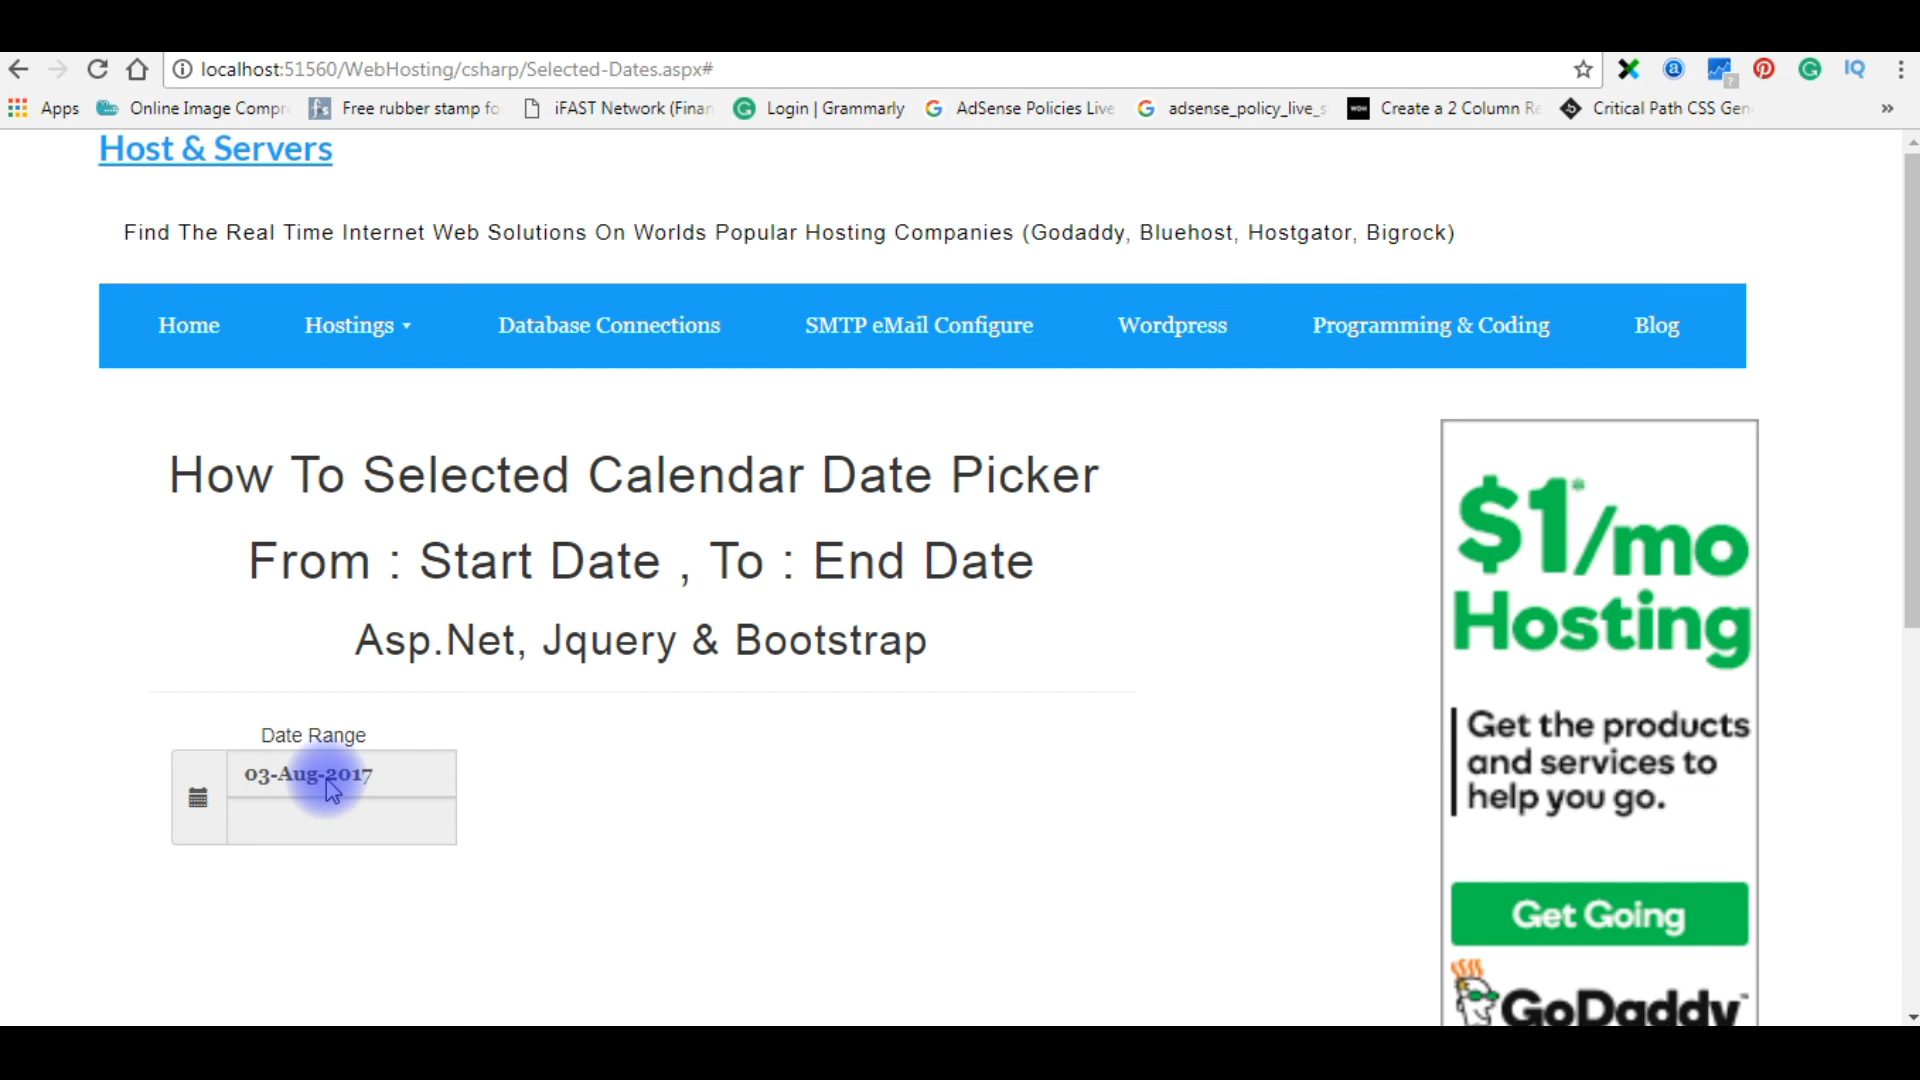 localhost:51560/WebHosting/csharp/Selected-Dates.aspx#
IQ
Apps
Online Image Compr
Free rubber stamp fo
iFAST Network (Finan
Login | Grammarly
AdSense Policies Live
adsense_policy_live_s
Create a 2 Column Re
Critical Path CSS Gen
»
Host & Servers
Find The Real Time Internet Web Solutions On Worlds Popular Hosting Companies (Godaddy, Bluehost, Hostgator, Bigrock)
Home
Hostings
Database Connections
SMTP eMail Configure
Wordpress
Programming & Coding
Blog
How To Selected Calendar Date Picker
From : Start Date , To : End Date
Asp.Net, Jquery & Bootstrap
Date Range
03-Aug-2017
$1*/mo
Hosting
Get the products
and services to
help you go.
Get Going
GoDaddy™